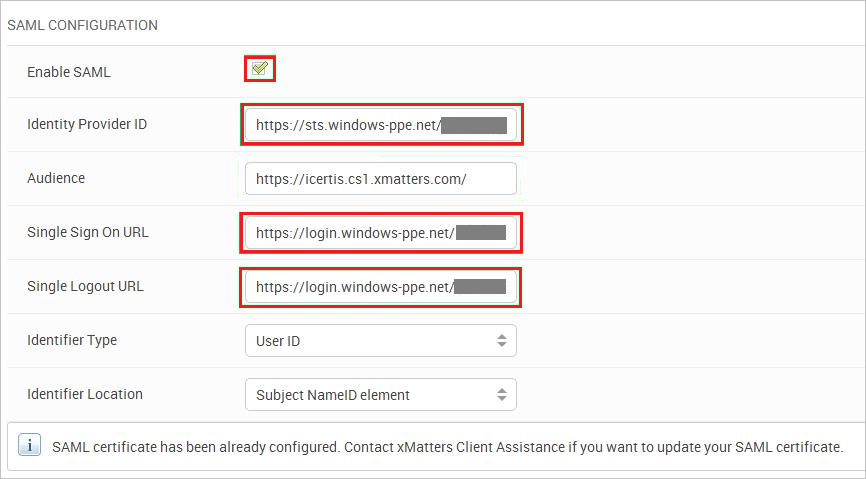 SAML CONFIGURATION
Enable SAML
Identity Provider ID
https://sts.windows-ppe.net/
Audience
https://icertis.cs1.xmatters.com/
Single Sign On URL
https://login.windows-ppe.net/
Single Logout URL
https://login.windows-ppe.net/
Identifier Type
User ID
Identifier Location
Subject NameID element
i SAML certificate has been already configured. Contact xMatters Client Assistance if you want to update your SAML certificate.